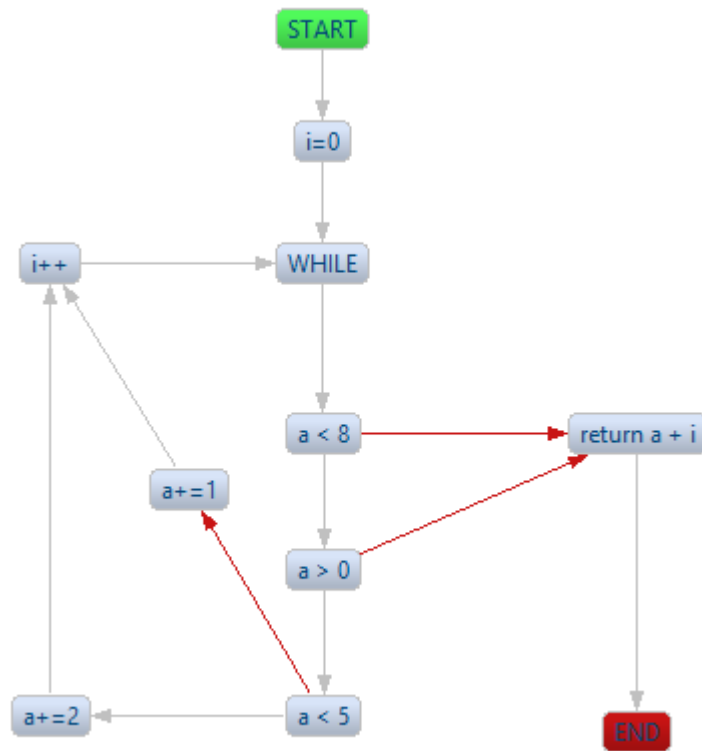 START
i=0
i++
WHILE
a < 8
return a + i
a+=1
a > 0
a+=2
a < 5
END